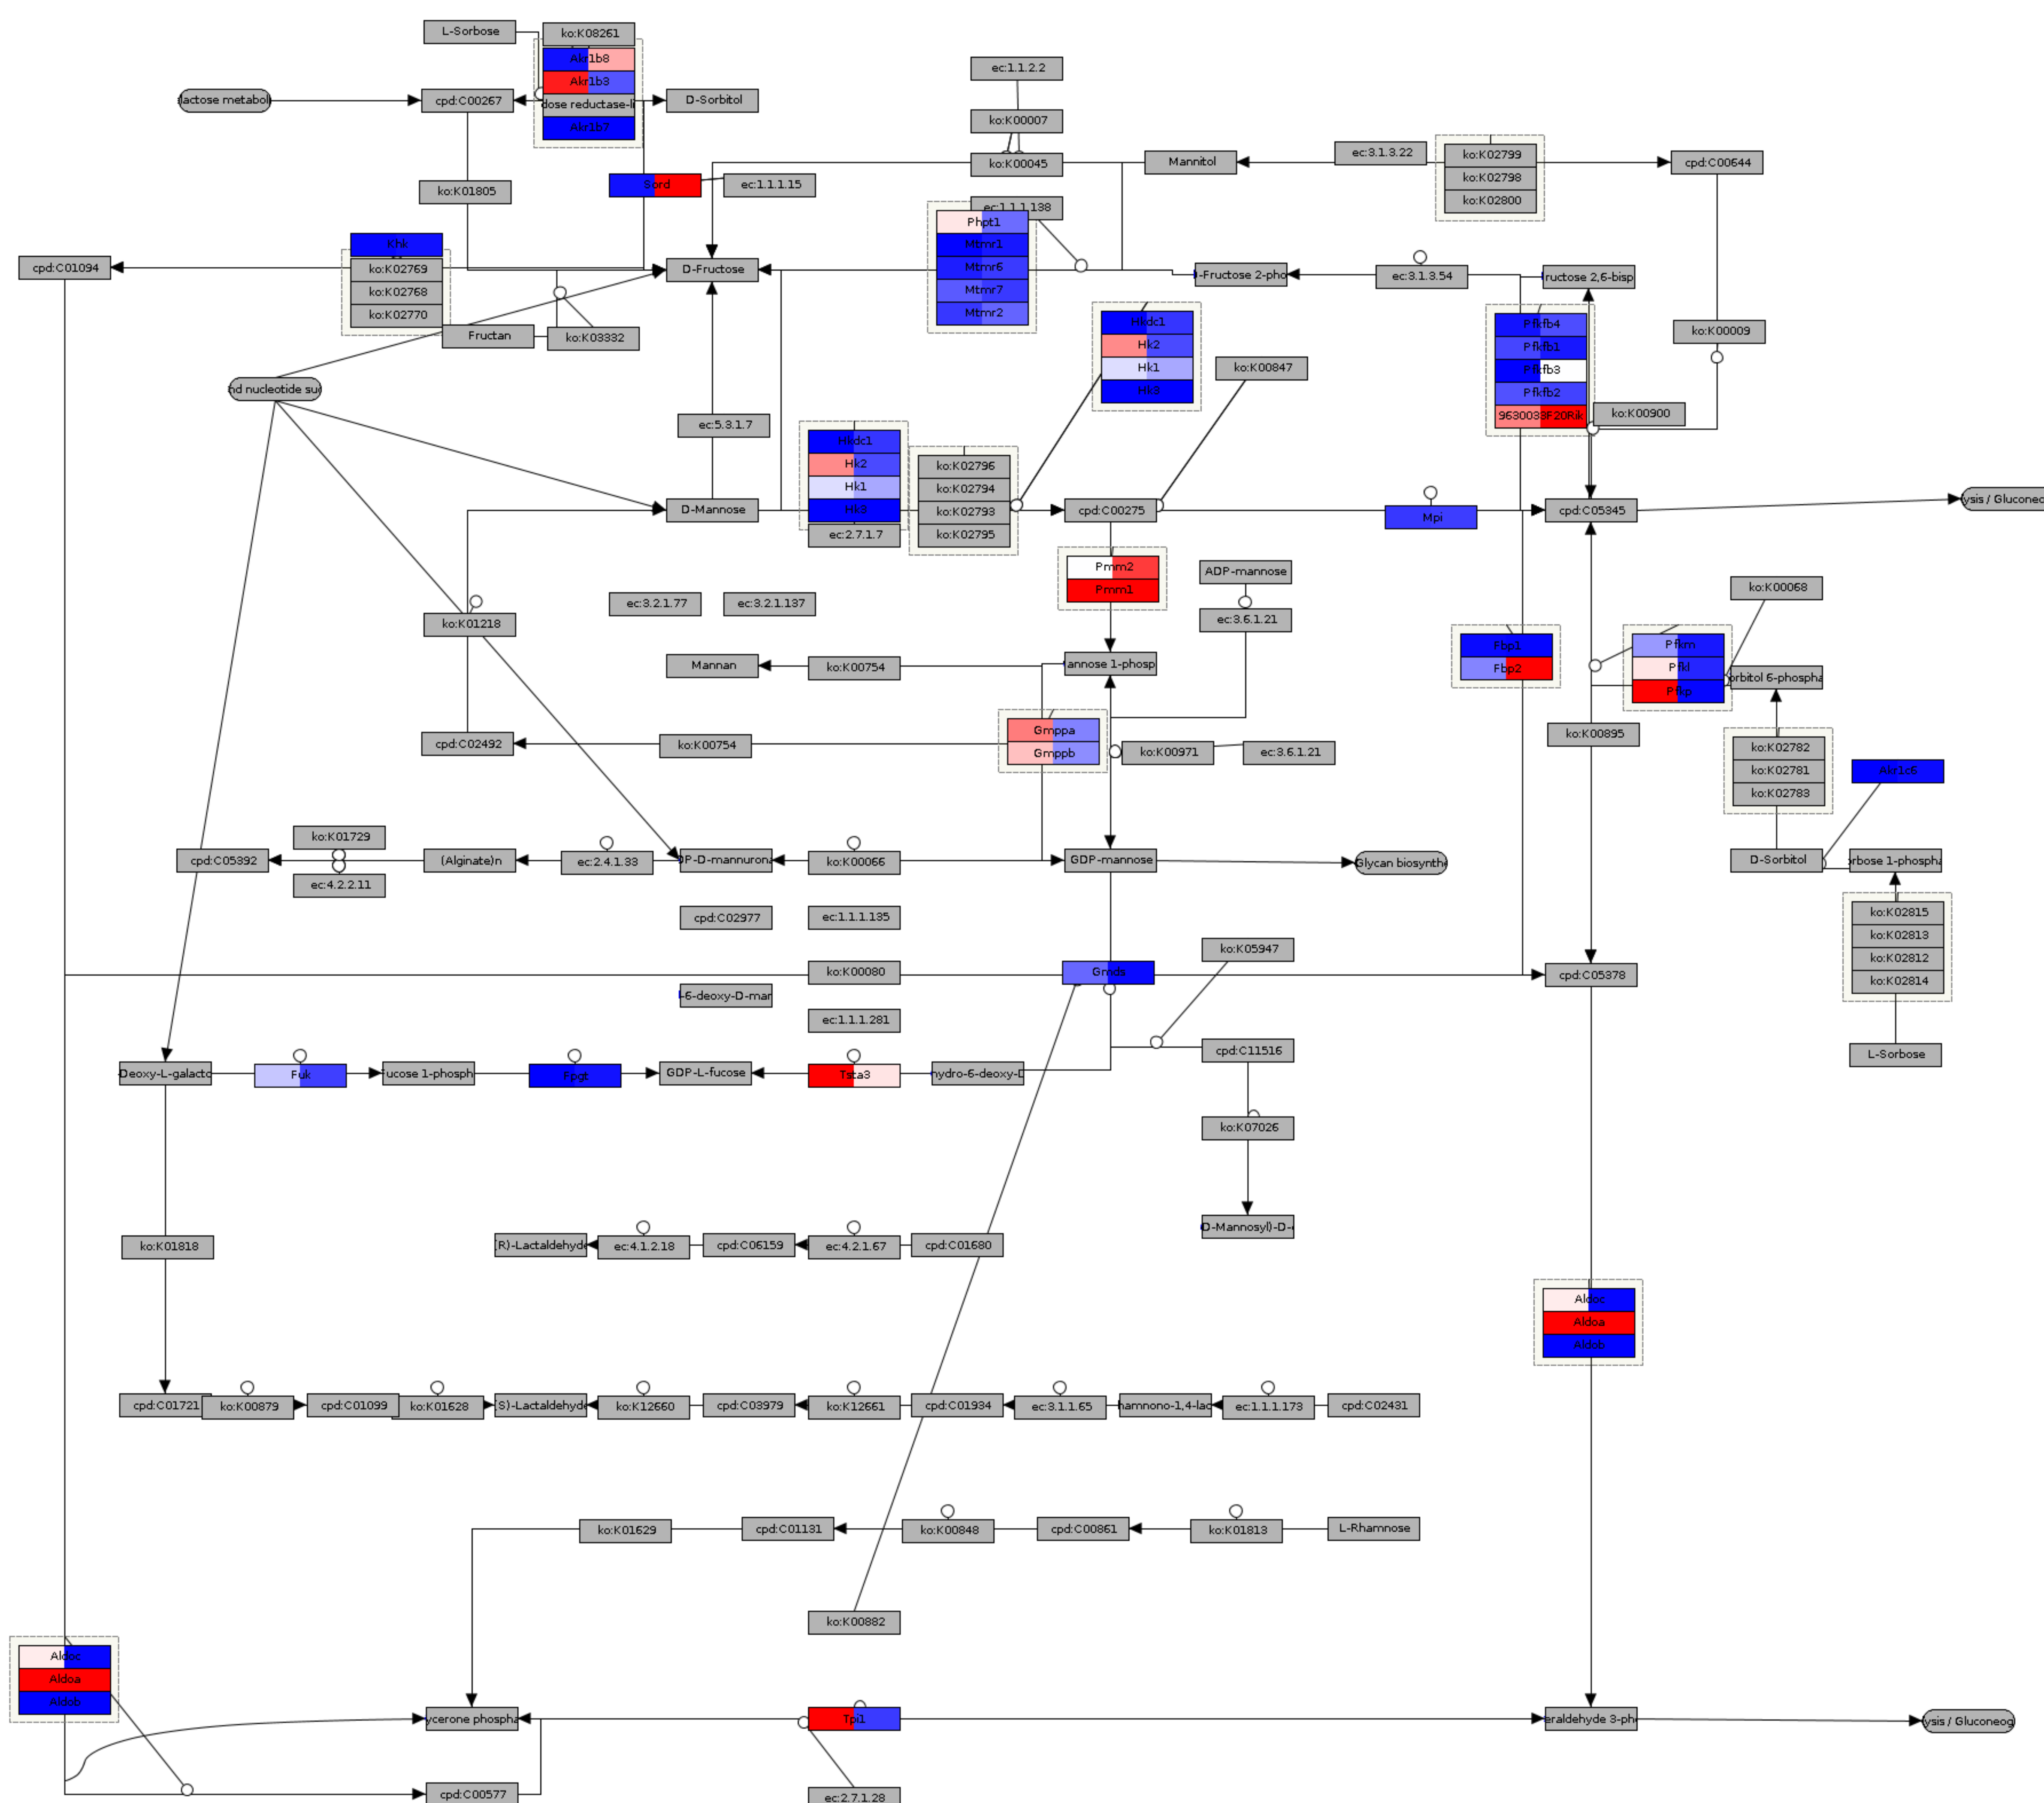 L-Sorbose
ko:K08261
Akr1b8
Akr1b3
dose reductase-li
Akr1b7
lactose metaboli
cpd:C00267
D-Sorbitol
ec:1.1.2.2
ko:K00007
ko:K00045
Mannitol
ec:3.1.3.22
ko:K02799
ko:K02798
ko:K02800
cpd:C00644
ko:K01805
Sord
ec:1.1.1.15
ec:1.1.1.138
Phpt1
Mtmr1
Mtmr6
Mtmr7
Mtmr2
Khk
ko:K02769
ko:K02768
ko:K02770
cpd:C01094
D-Fructose
-Fructose 2-pho
ec:3.1.3.54
ructose 2,6-bisp
Fructan
ko:K03332
Hkdc1
Hk2
Hk1
Hk3
Pfkfb4
Pfkfb1
Pfkfb3
Pfkfb2
9630033F20Rik
ko:K00009
ko:K00847
nd nucleotide sug
ko:K00900
ec:5.3.1.7
Hkdc1
Hk2
Hk1
Hk3
ec:2.7.1.7
ko:K02796
ko:K02794
ko:K02793
ko:K02795
D-Mannose
cpd:C00275
Mpi
cpd:C05345
ysis / Gluconeo
Pmm2
Pmm1
ADP-mannose
ko:K00068
ec:3.2.1.77
ec:3.2.1.137
ko:K01218
ec:3.6.1.21
Mannan
ko:K00754
annose 1-phosp
Fbp1
Fbp2
Pfkm
Pfkl
Pfkp
orbitol 6-phospha
cpd:C02492
ko:K00754
Gmppa
Gmppb
ko:K00971
ec:3.6.1.21
ko:K00895
ko:K02782
ko:K02781
ko:K02783
Akr1c6
ko:K01729
cpd:C05392
(Alginate)n
ec:2.4.1.33
DP-D-mannurona
ko:K00066
GDP-mannose
Glycan biosynthe
D-Sorbitol
orbose 1-phospha
ec:4.2.2.11
cpd:C02977
ec:1.1.1.135
ko:K02815
ko:K02813
ko:K02812
ko:K02814
ko:K05947
ko:K00080
Gmds
cpd:C05378
-6-deoxy-D-man
ec:1.1.1.281
cpd:C11516
L-Sorbose
-Deoxy-L-galacto
Fuk
ucose 1-phosph
Fpgt
GDP-L-fucose
Tsta3
hydro-6-deoxy-D
ko:K07026
D-Mannosyl)-D-
ko:K01818
(R)-Lactaldehyde
ec:4.1.2.18
cpd:C06159
ec:4.2.1.67
cpd:C01680
Aldoc
Aldoa
Aldob
cpd:C01721
ko:K00879
cpd:C01099
ko:K01628
(S)-Lactaldehyde
ko:K12660
cpd:C03979
ko:K12661
cpd:C01934
ec:3.1.1.65
hamnono-1,4-lac
ec:1.1.1.173
cpd:C02431
ko:K01629
cpd:C01131
ko:K00848
cpd:C00861
ko:K01813
L-Rhamnose
ko:K00882
Aldoc
Aldoa
Aldob
ycerone phospha
Tpi1
eraldehyde 3-pho
ysis / Gluconeog
cpd:C00577
ec:2.7.1.28